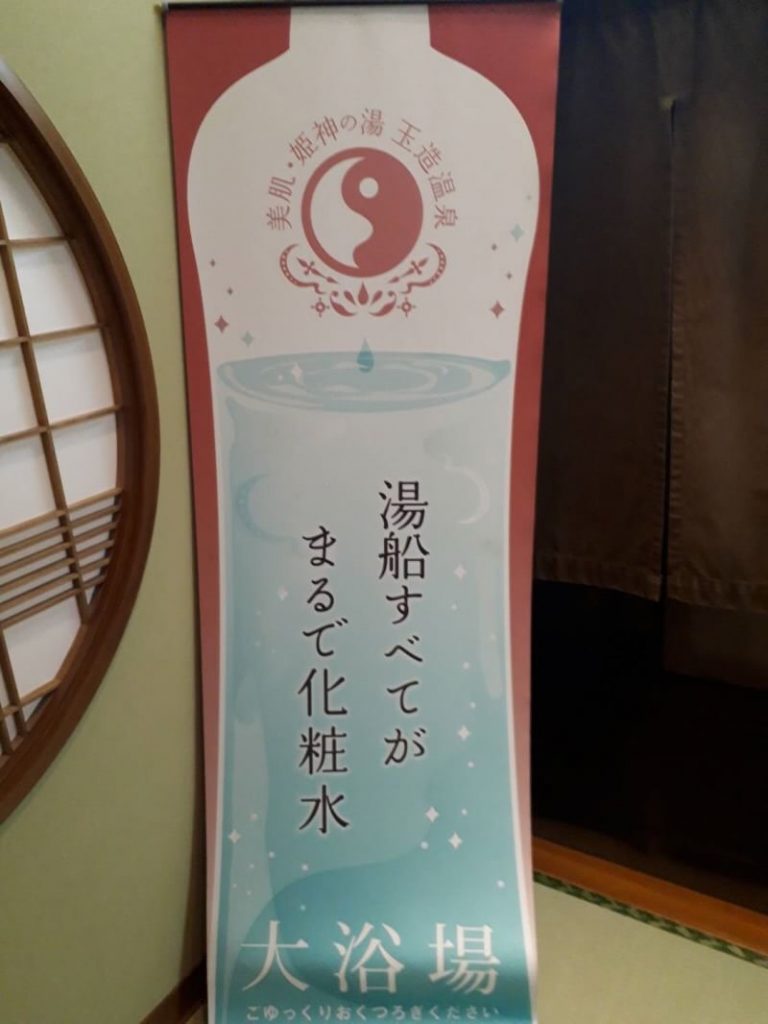 美肌・姫神の湯 玉造温泉
湯船すべてが
まるで化粧水
大浴場
ごゆっくりおくつろぎください